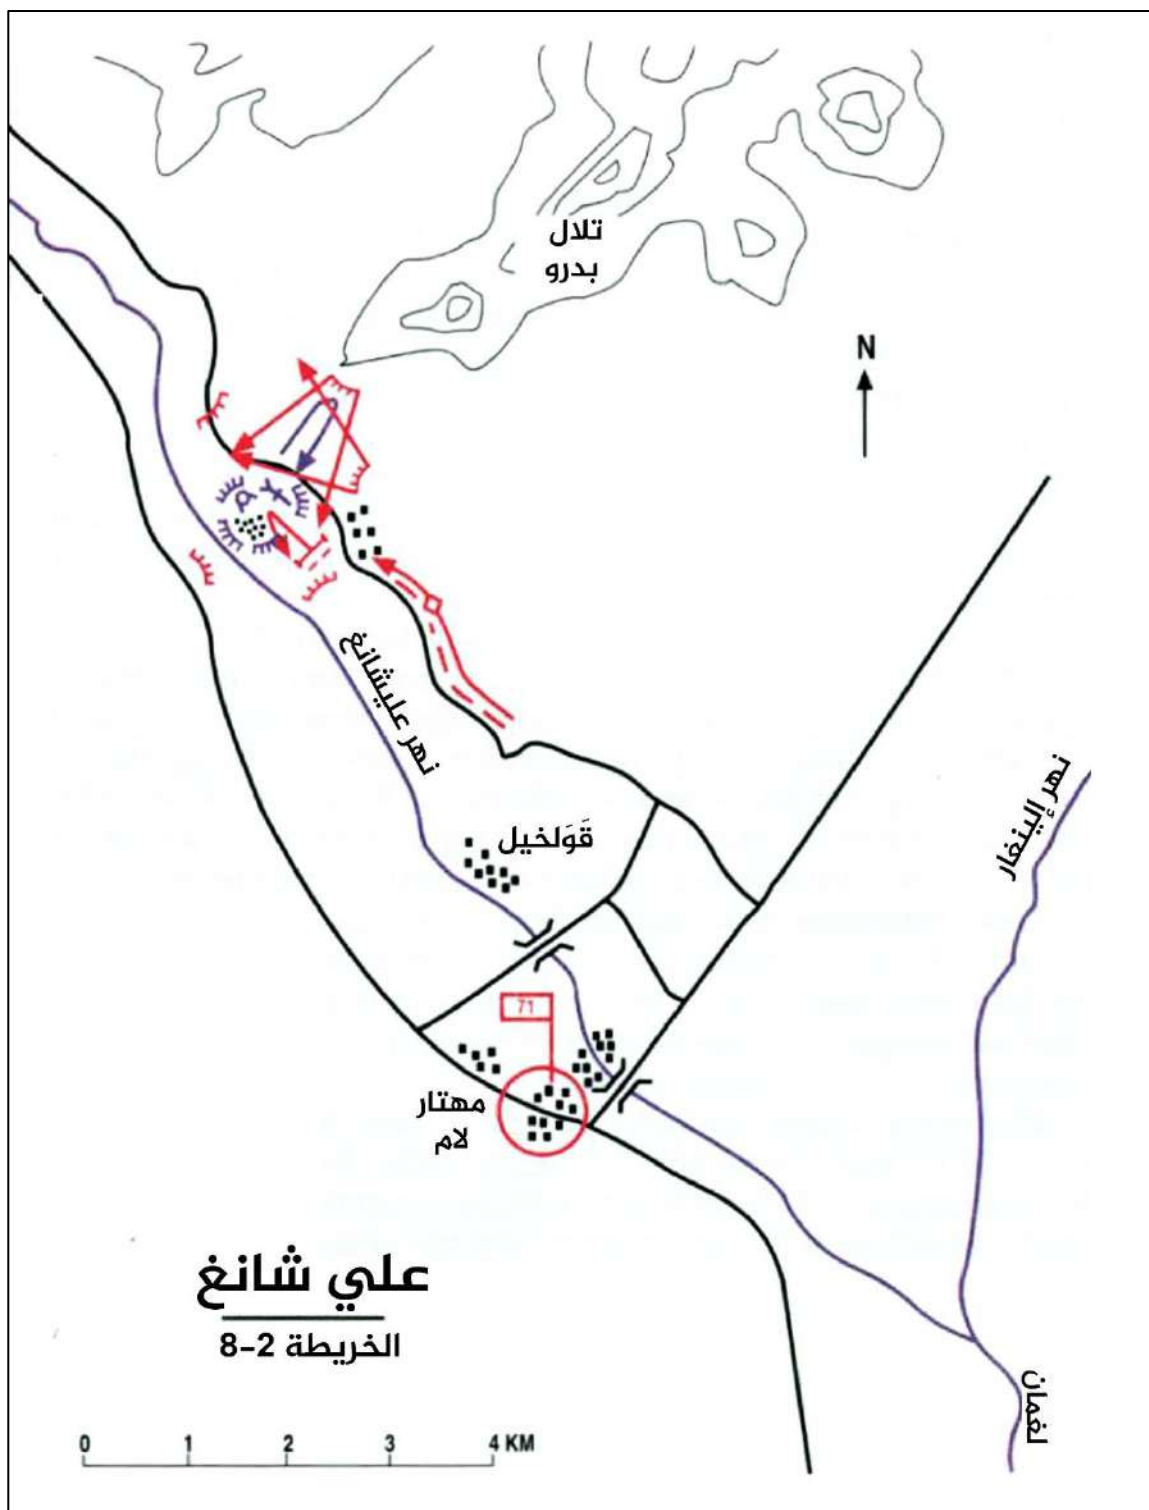 تلال
بدرو
N
نهر عليشانغ
نهر إلينغار
قَوَلخيل
71
مهتار
لام
علي شانغ
الخريطة 2-8
لغمان
0 1 2 3 4 KM